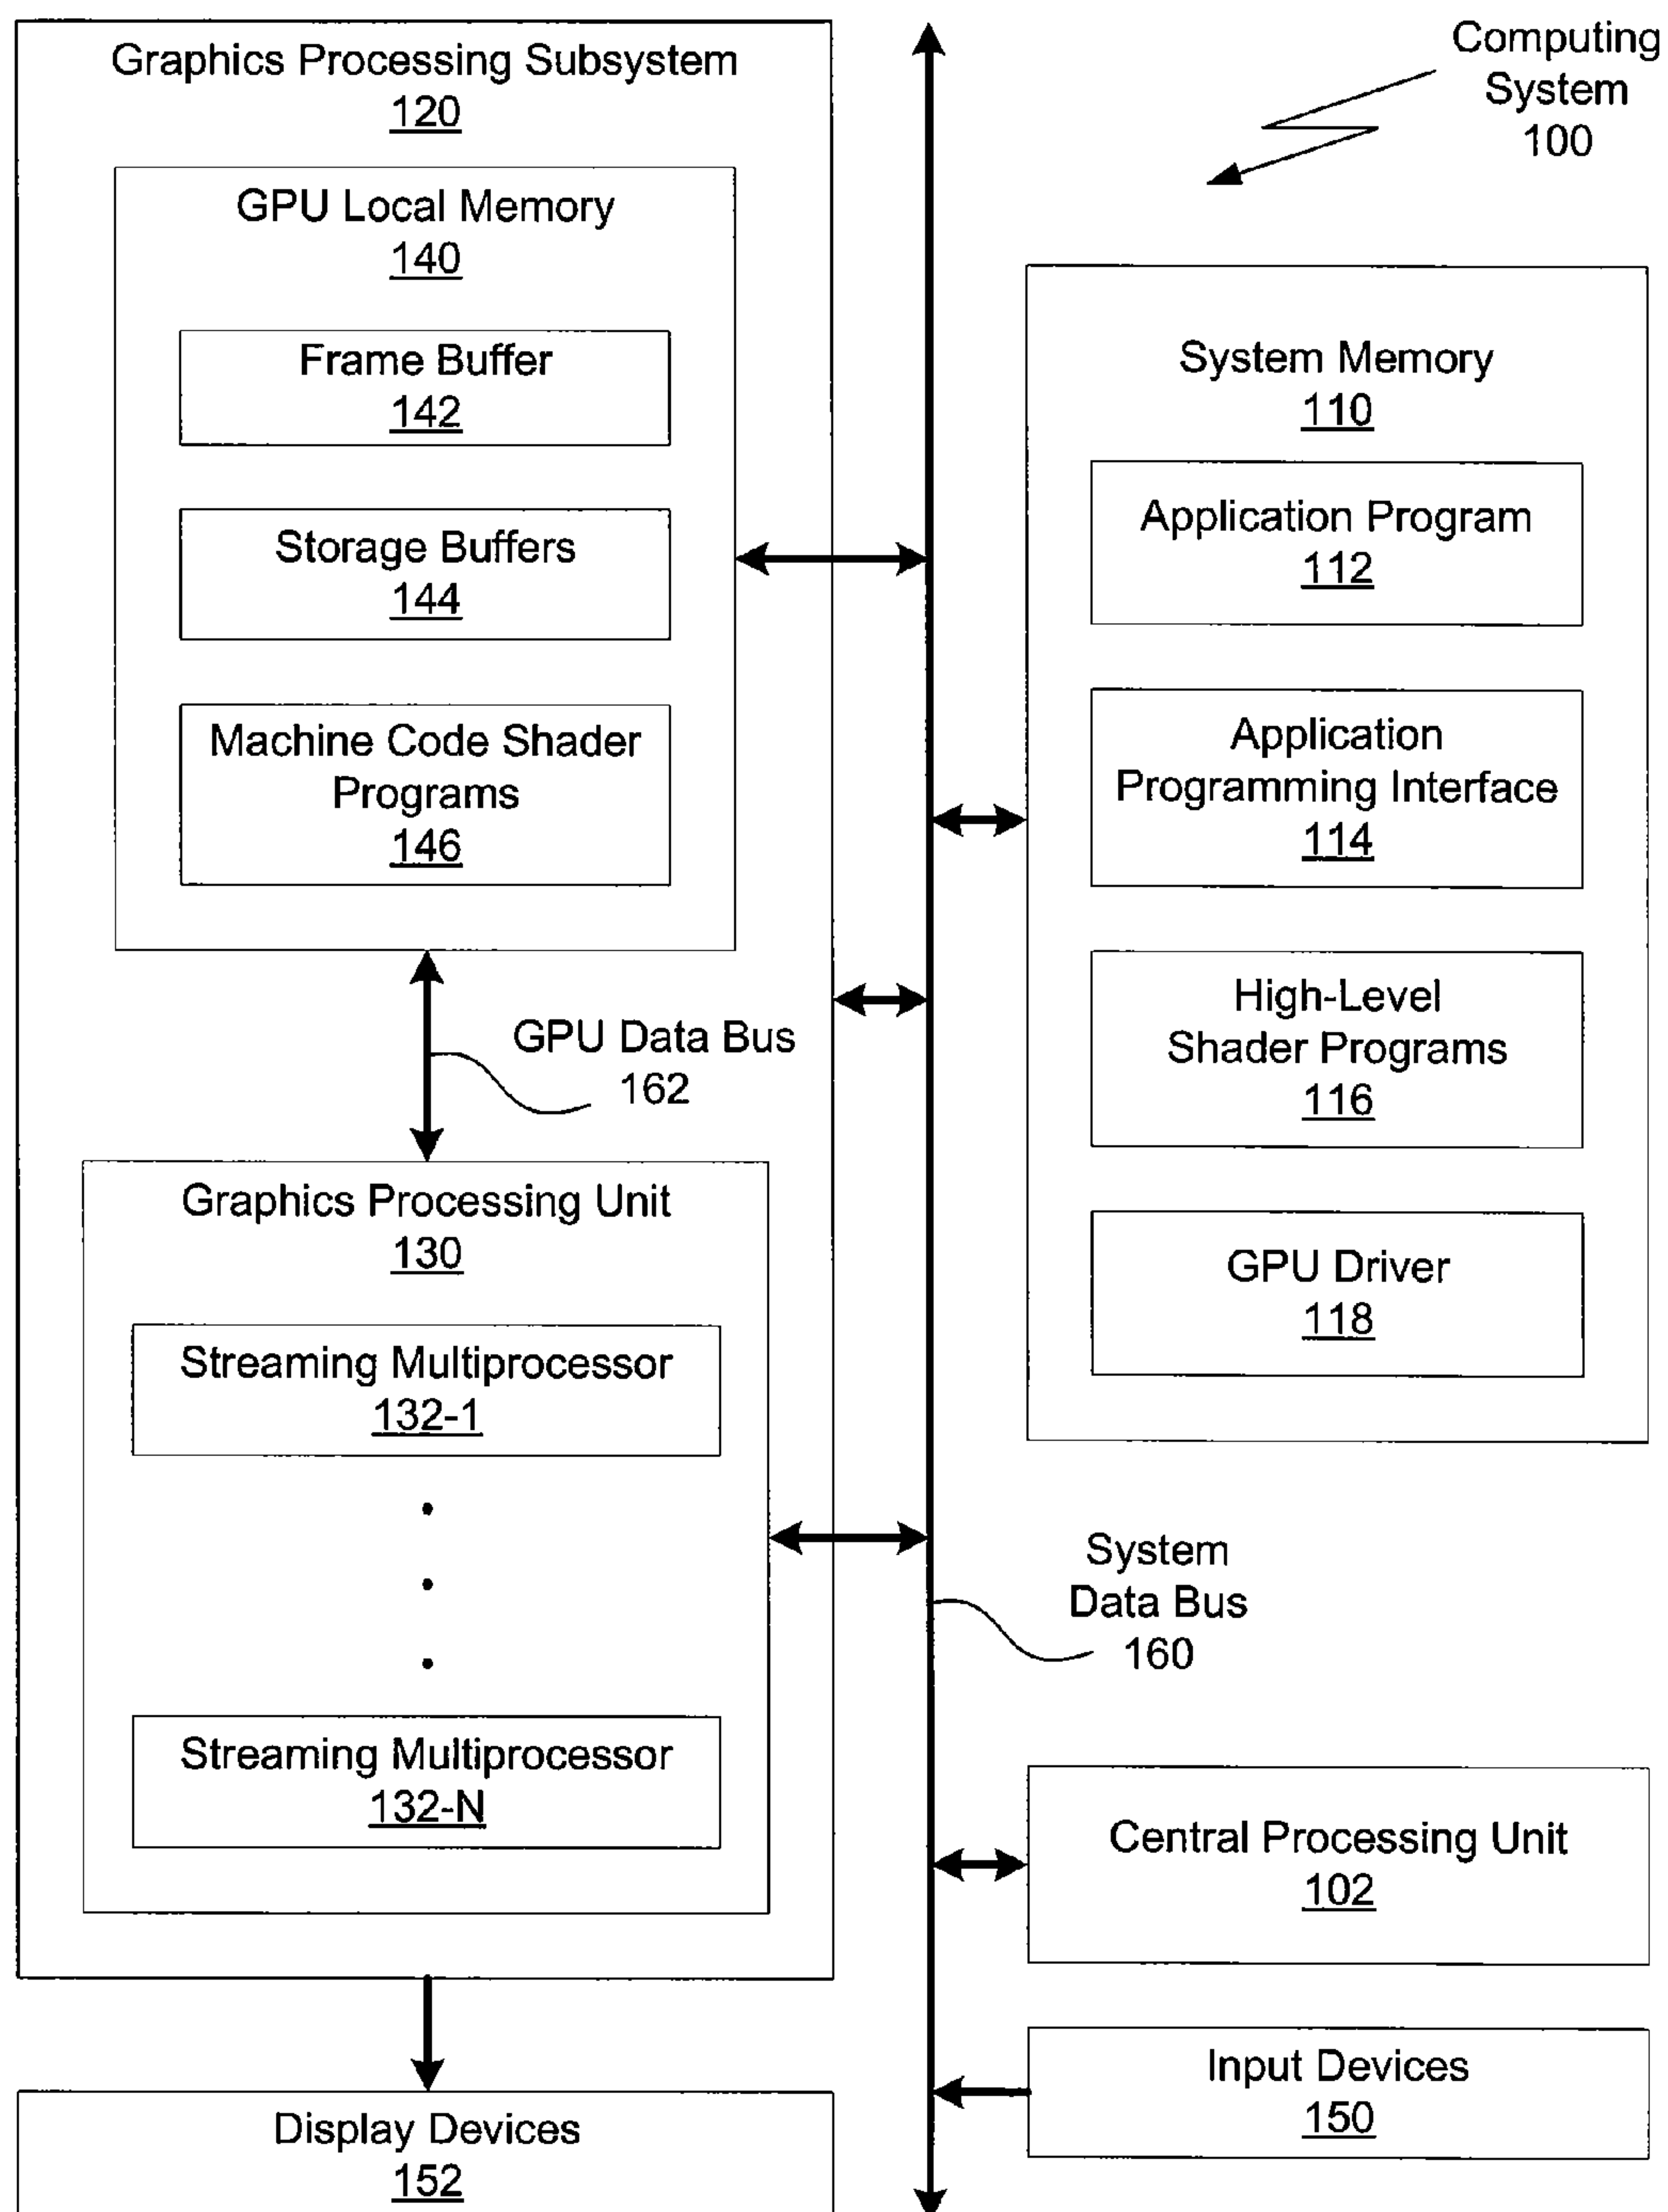 Graphics Processing Subsystem
120
GPU Local Memory
140
Frame Buffer
142
Storage Buffers
144
Machine Code Shader
Programs
146
GPU Data Bus
162
Graphics Processing Unit
130
Streaming Multiprocessor
132-1
Streaming Multiprocessor
132-N
Display Devices
152
Computing
System
100
System Memory
110
Application Program
112
Application
Programming Interface
114
High-Level
Shader Programs
116
GPU Driver
118
System
Data Bus
160
Central Processing Unit
102
Input Devices
150